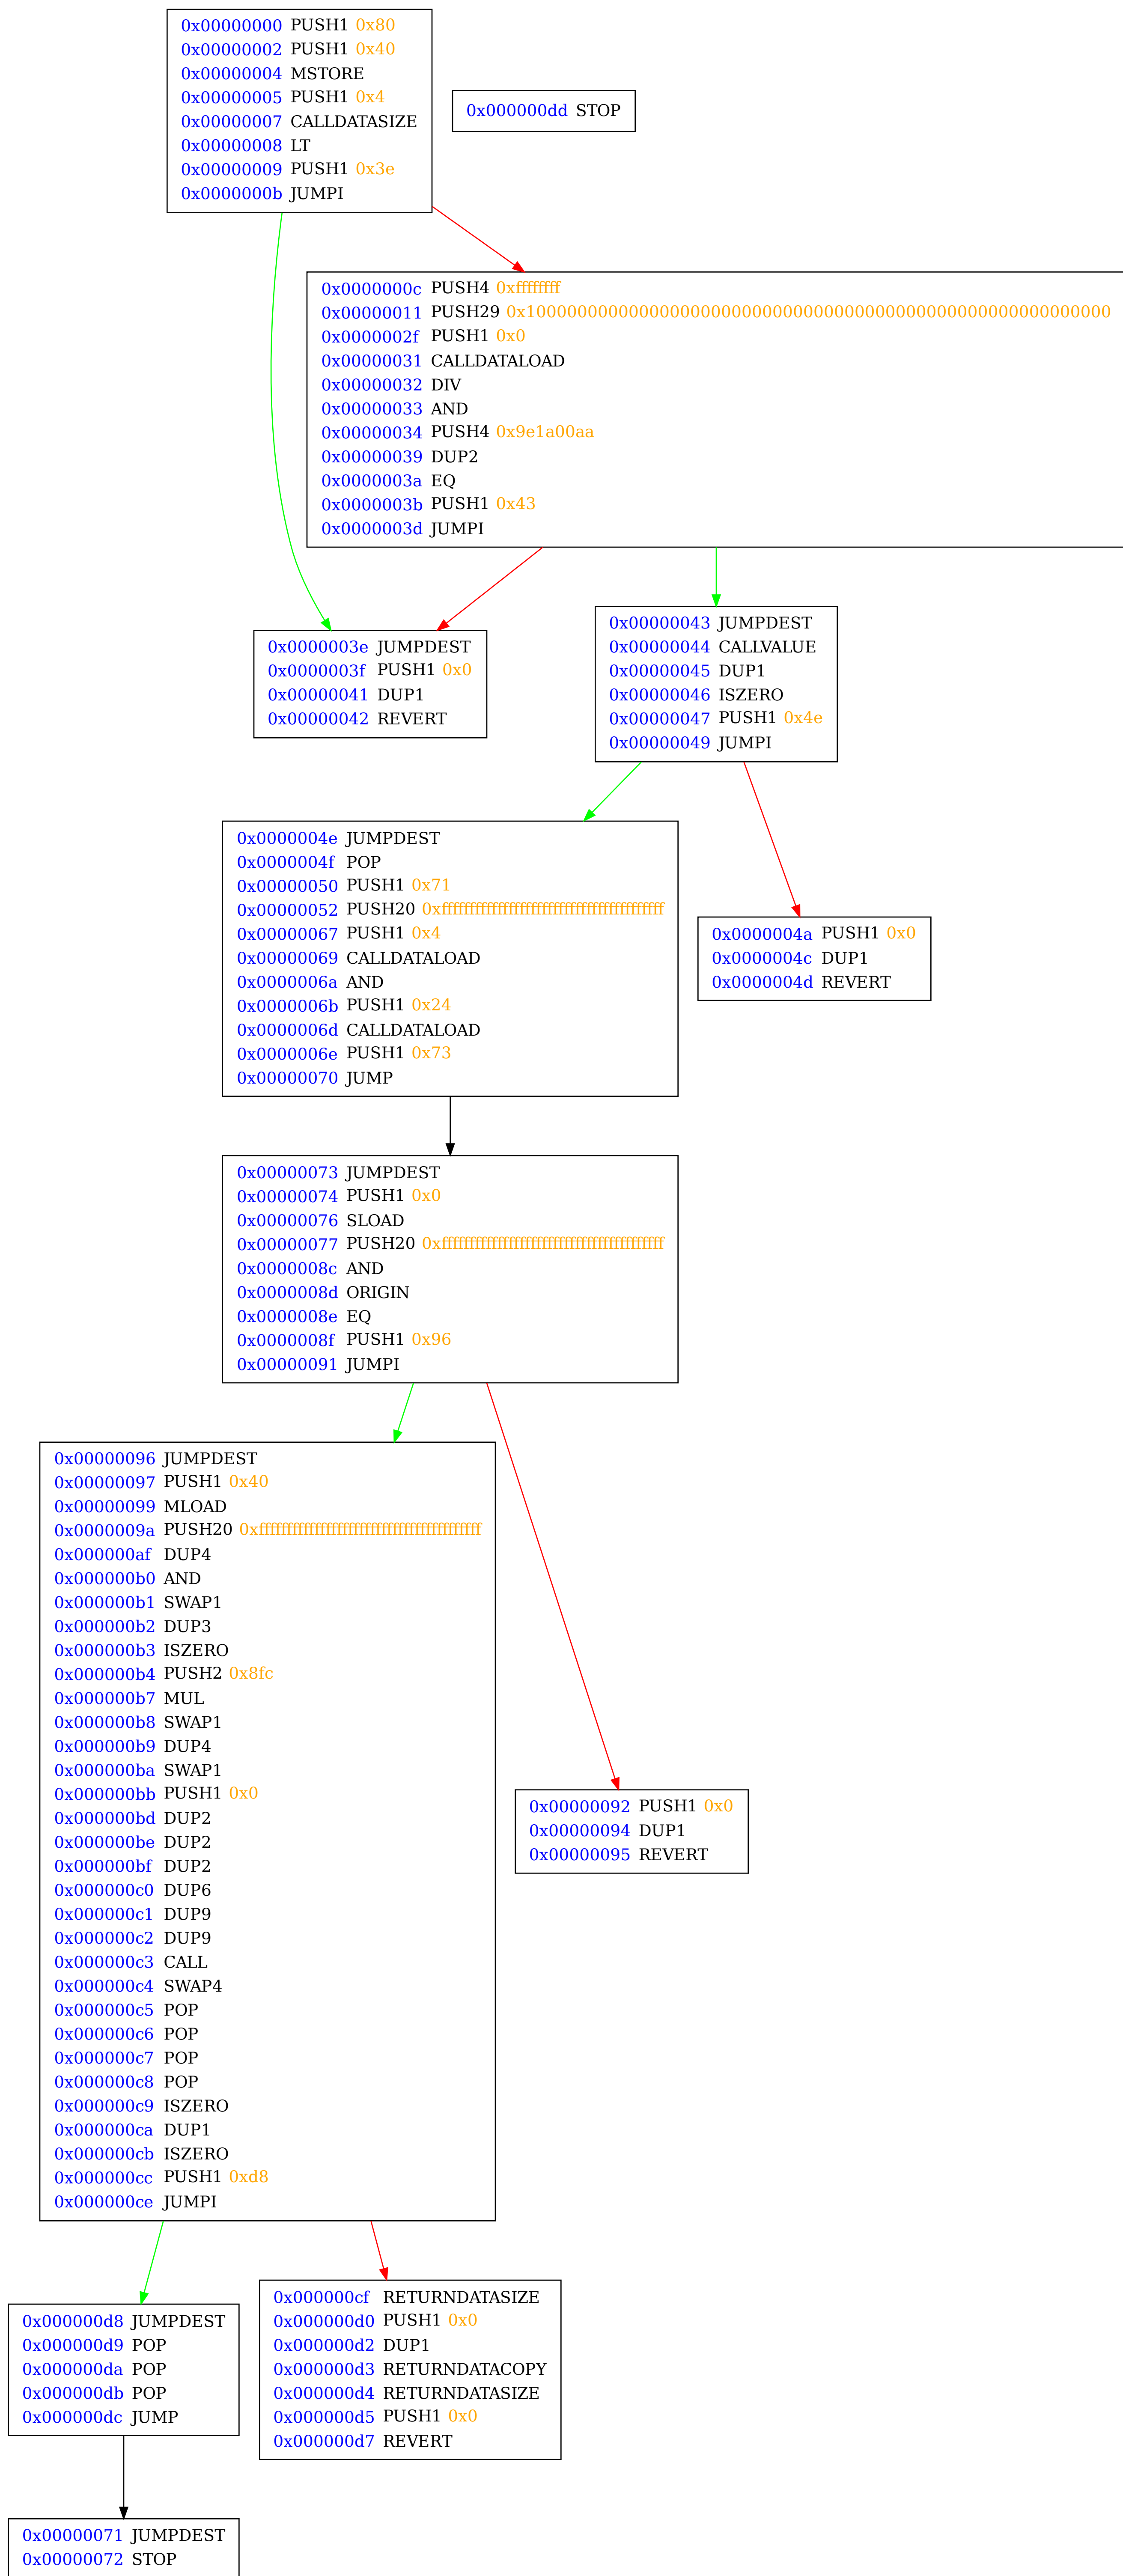 0x00000000 PUSH1 0x80
0x00000002 PUSH1 0x40
0x00000004 MSTORE
0x00000005 PUSH1 0x4
0x00000007 CALLDATASIZE
0x00000008 LT
0x00000009 PUSH1 0x3e
0x0000000b JUMPI
0x000000dd STOP
0x0000000c PUSH4 0xffffffff
0x00000011 PUSH29 0x100000000000000000000000000000000000000000000000000000000
0x0000002f PUSH1 0x0
0x00000031 CALLDATALOAD
0x00000032 DIV
0x00000033 AND
0x00000034 PUSH4 0x9e1a00aa
0x00000039 DUP2
0x0000003a EQ
0x0000003b PUSH1 0x43
0x0000003d JUMPI
0x0000003e JUMPDEST
0x0000003f PUSH1 0x0
0x00000041 DUP1
0x00000042 REVERT
0x00000043 JUMPDEST
0x00000044 CALLVALUE
0x00000045 DUP1
0x00000046 ISZERO
0x00000047 PUSH1 0x4e
0x00000049 JUMPI
0x0000004e JUMPDEST
0x0000004f POP
0x00000050 PUSH1 0x71
0x00000052 PUSH20 0xffffffffffffffffffffffffffffffffffffffff
0x00000067 PUSH1 0x4
0x00000069 CALLDATALOAD
0x0000006a AND
0x0000006b PUSH1 0x24
0x0000006d CALLDATALOAD
0x0000006e PUSH1 0x73
0x00000070 JUMP
0x0000004a PUSH1 0x0
0x0000004c DUP1
0x0000004d REVERT
0x00000073 JUMPDEST
0x00000074 PUSH1 0x0
0x00000076 SLOAD
0x00000077 PUSH20 0xffffffffffffffffffffffffffffffffffffffff
0x0000008c AND
0x0000008d ORIGIN
0x0000008e EQ
0x0000008f PUSH1 0x96
0x00000091 JUMPI
0x00000096 JUMPDEST
0x00000097 PUSH1 0x40
0x00000099 MLOAD
0x0000009a PUSH20 0xffffffffffffffffffffffffffffffffffffffff
0x000000af DUP4
0x000000b0 AND
0x000000b1 SWAP1
0x000000b2 DUP3
0x000000b3 ISZERO
0x000000b4 PUSH2 0x8fc
0x000000b7 MUL
0x000000b8 SWAP1
0x000000b9 DUP4
0x000000ba SWAP1
0x000000bb PUSH1 0x0
0x000000bd DUP2
0x000000be DUP2
0x000000bf DUP2
0x000000c0 DUP6
0x000000c1 DUP9
0x000000c2 DUP9
0x000000c3 CALL
0x000000c4 SWAP4
0x000000c5 POP
0x000000c6 POP
0x000000c7 POP
0x000000c8 POP
0x000000c9 ISZERO
0x000000ca DUP1
0x000000cb ISZERO
0x000000cc PUSH1 0xd8
0x000000ce JUMPI
0x00000092 PUSH1 0x0
0x00000094 DUP1
0x00000095 REVERT
0x000000d8 JUMPDEST
0x000000d9 POP
0x000000da POP
0x000000db POP
0x000000dc JUMP
0x000000cf RETURNDATASIZE
0x000000d0 PUSH1 0x0
0x000000d2 DUP1
0x000000d3 RETURNDATACOPY
0x000000d4 RETURNDATASIZE
0x000000d5 PUSH1 0x0
0x000000d7 REVERT
0x00000071 JUMPDEST
0x00000072 STOP